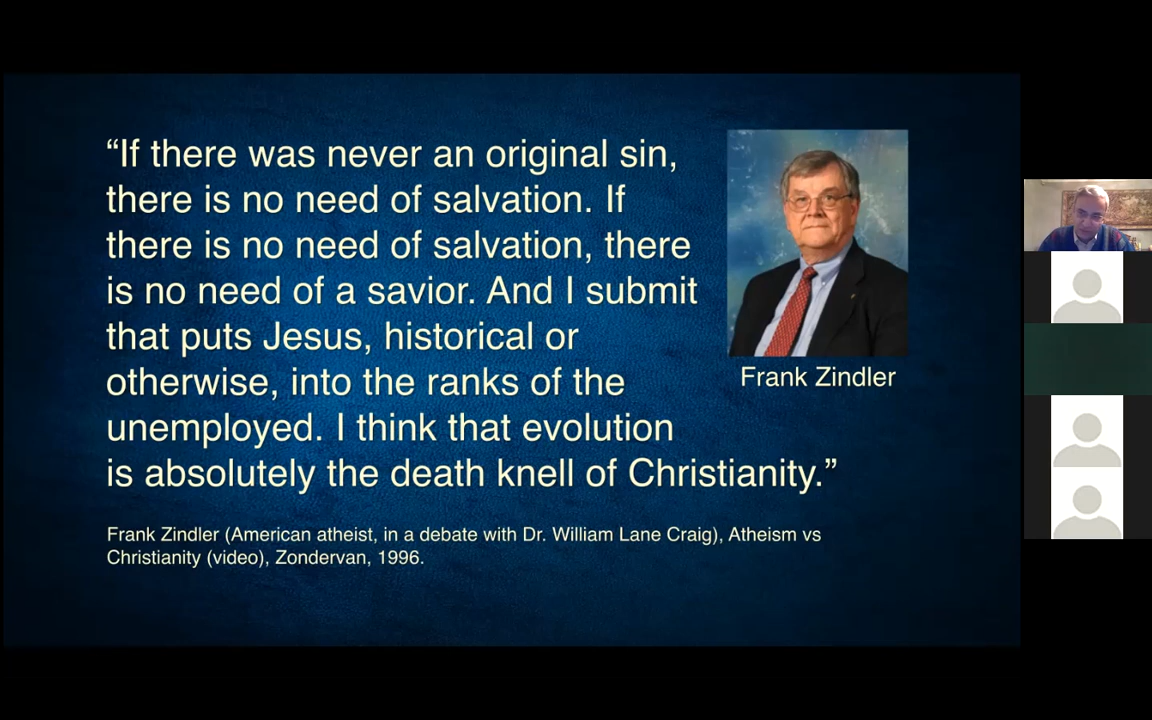 “If there was never an original sin,
there is no need of salvation. If
there is no need of salvation, there
is no need of a savior. And I submit
that puts Jesus, historical or
otherwise, into the ranks of the
unemployed. I think that evolution
is absolutely the death knell of Christianity.”
Frank Zindler
Frank Zindler (American atheist, in a debate with Dr. William Lane Craig), Atheism vs
Christianity (video), Zondervan, 1996.